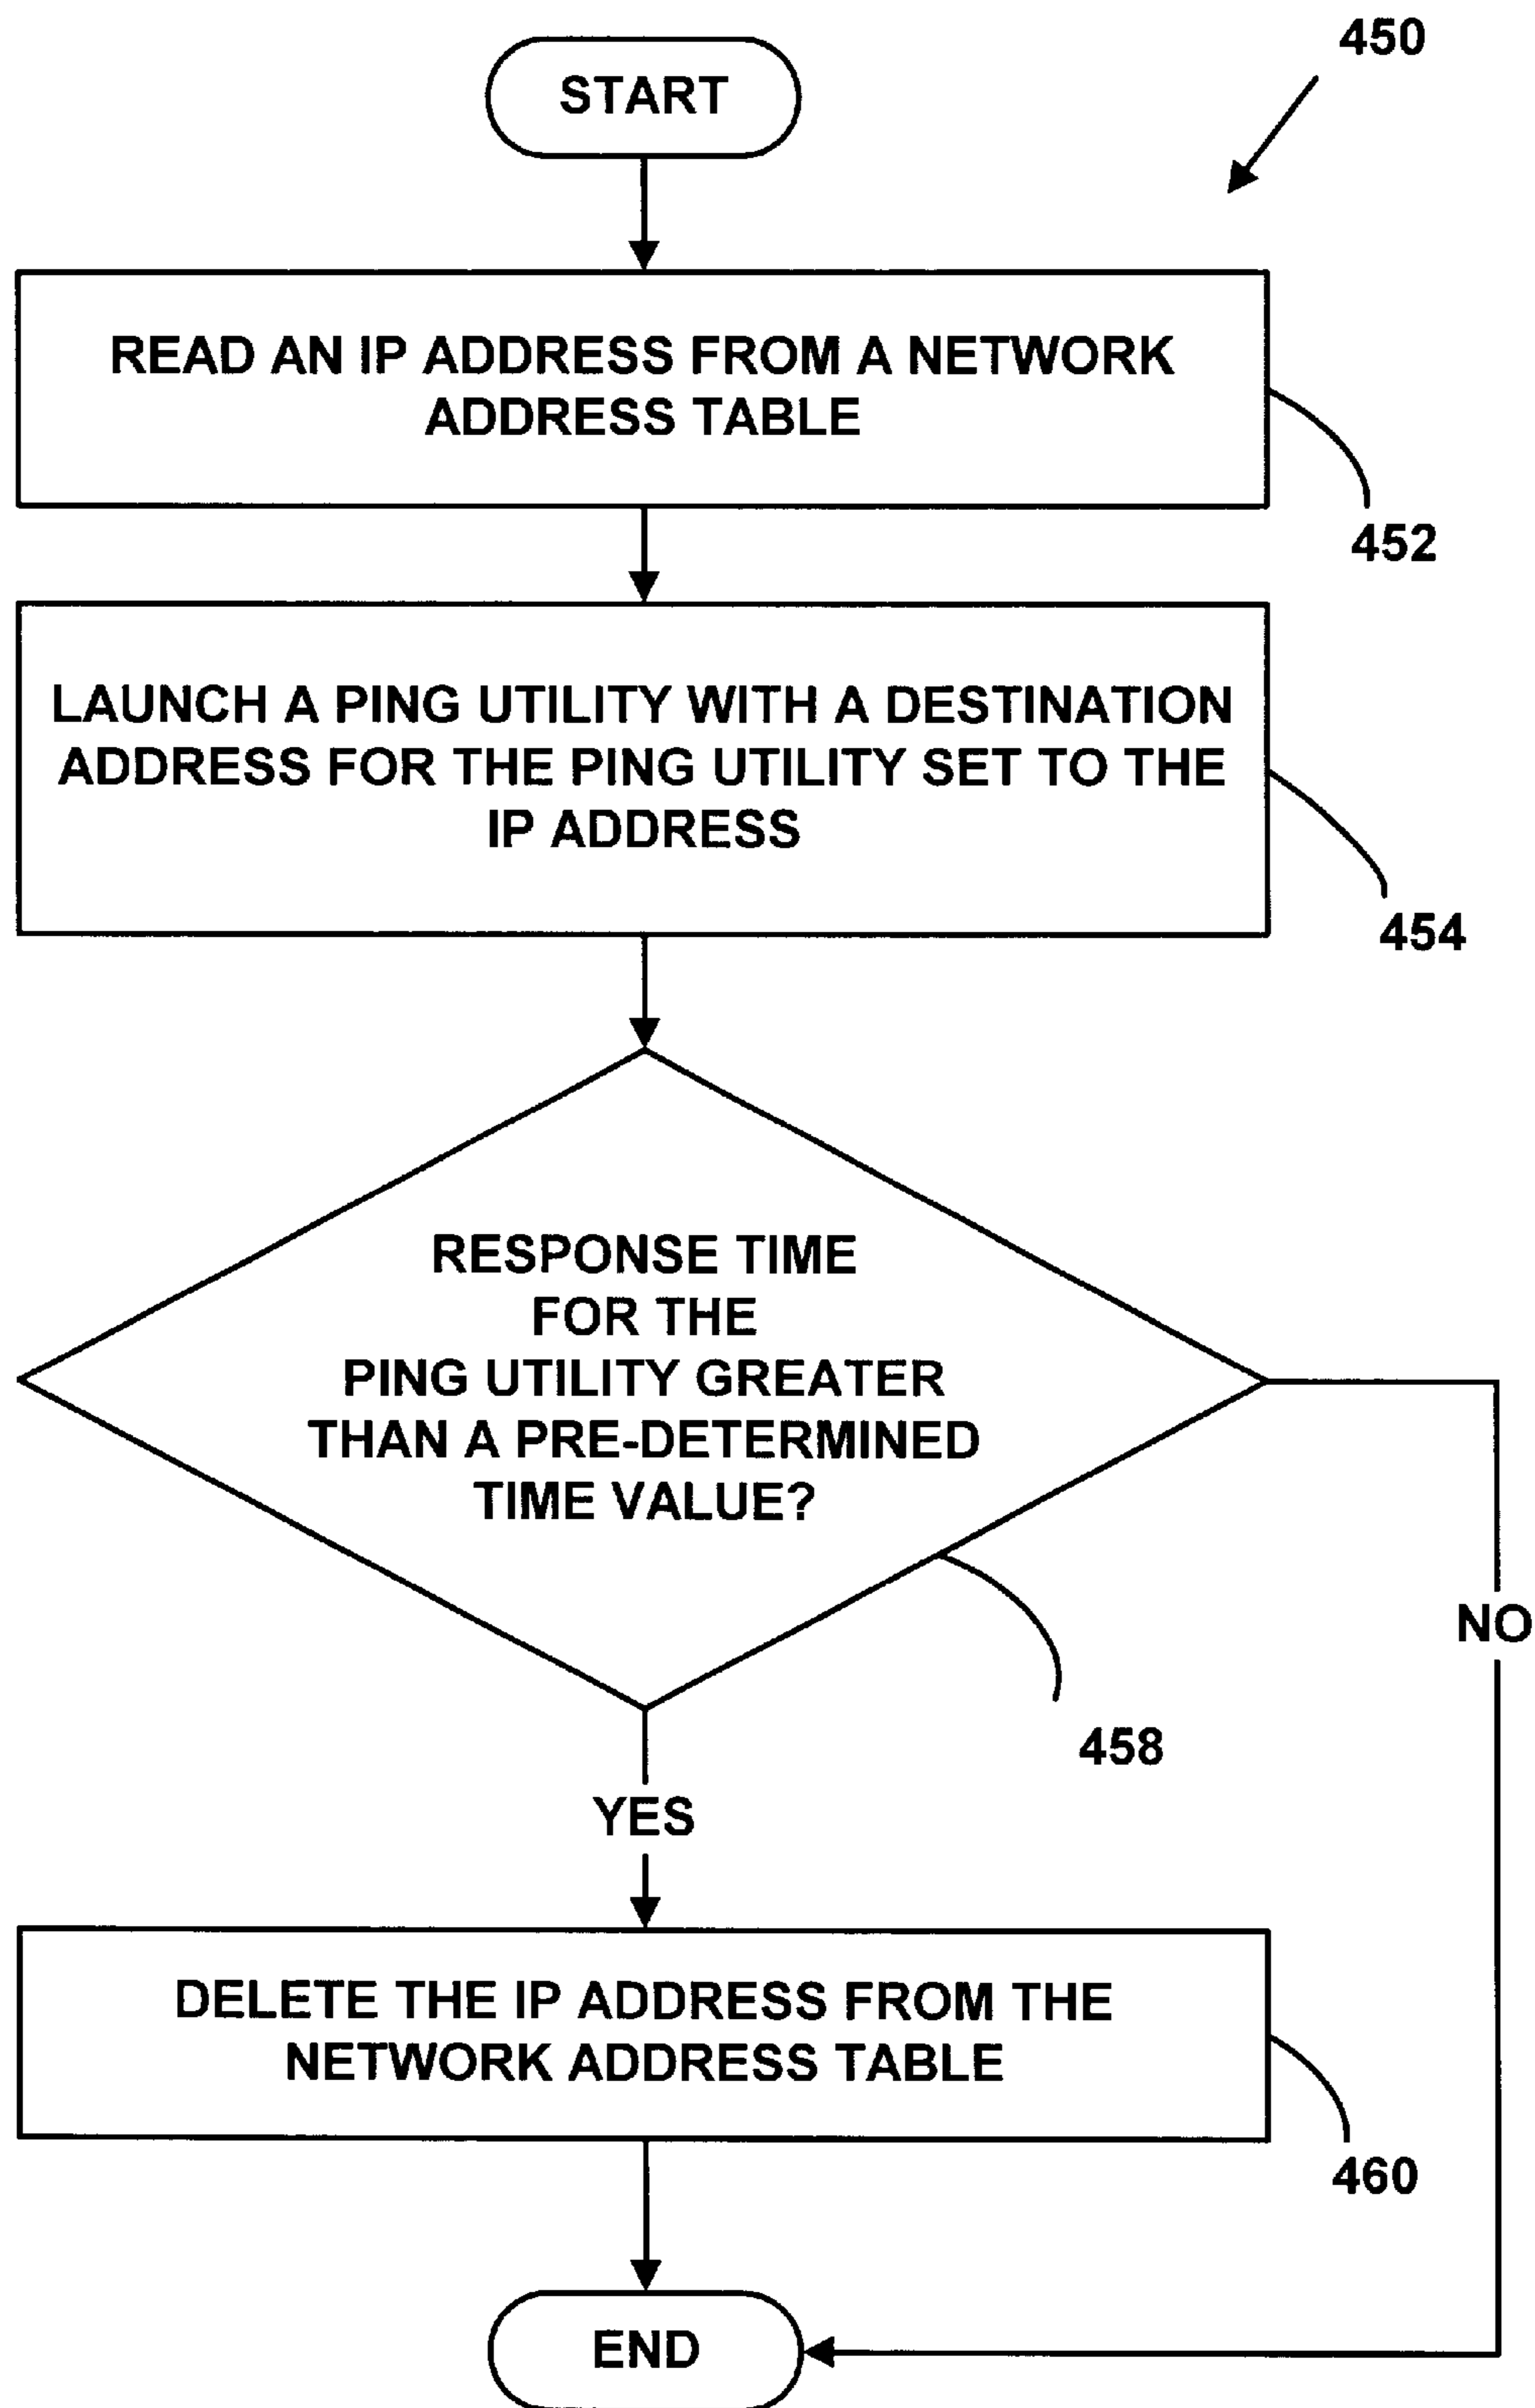 450
START
READ AN IP ADDRESS FROM A NETWORK
ADDRESS TABLE
452
LAUNCH A PING UTILITY WITH A DESTINATION
ADDRESS FOR THE PING UTILITY SET TO THE
IP ADDRESS
454
RESPONSE TIME
FOR THE
PING UTILITY GREATER
THAN A PRE-DETERMINED
TIME VALUE?
NO
458
YES
DELETE THE IP ADDRESS FROM THE
NETWORK ADDRESS TABLE
460
END